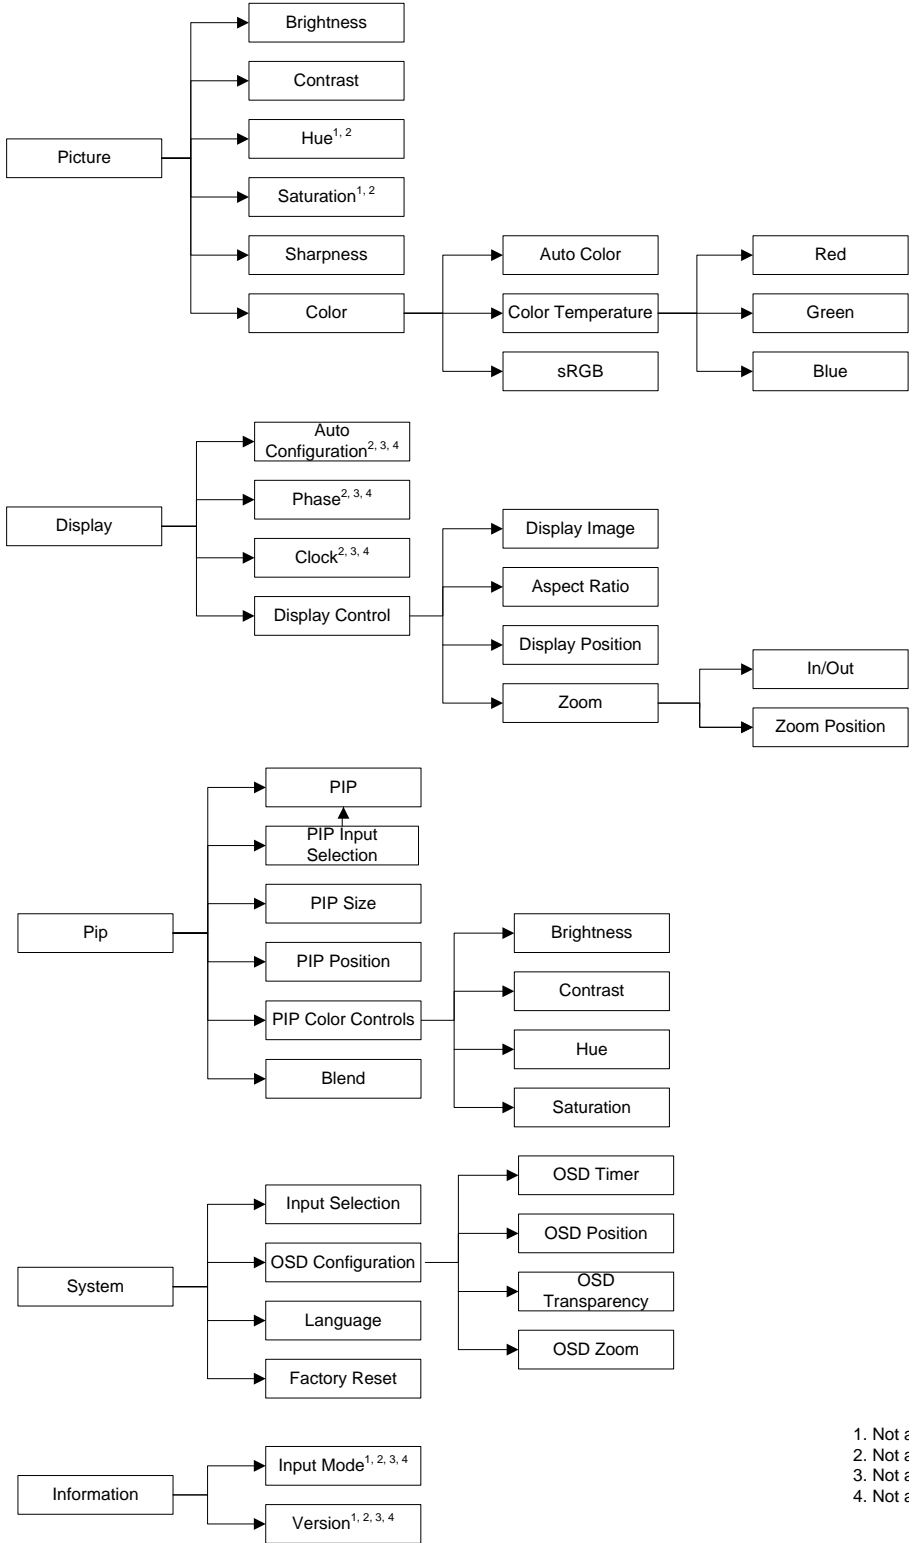 Brightness
Contrast
Hue1, 2
Picture
Saturation1, 2
Sharpness
Color
Auto Color
Color Temperature
sRGB
Red
Green
Blue
Auto
Configuration2, 3, 4
Phase2, 3, 4
Display
Clock2, 3, 4
Display Control
Display Image
Aspect Ratio
Display Position
Zoom
In/Out
Zoom Position
PIP
PIP Input
Selection
PIP Size
Pip
PIP Position
PIP Color Controls
Blend
Brightness
Contrast
Hue
Saturation
Input Selection
OSD Configuration
System
Language
Factory Reset
OSD Timer
OSD Position
OSD
Transparency
OSD Zoom
Input Mode1, 2, 3, 4
Information
Version1, 2, 3, 4
1. Not a
2. Not a
3. Not a
4. Not a